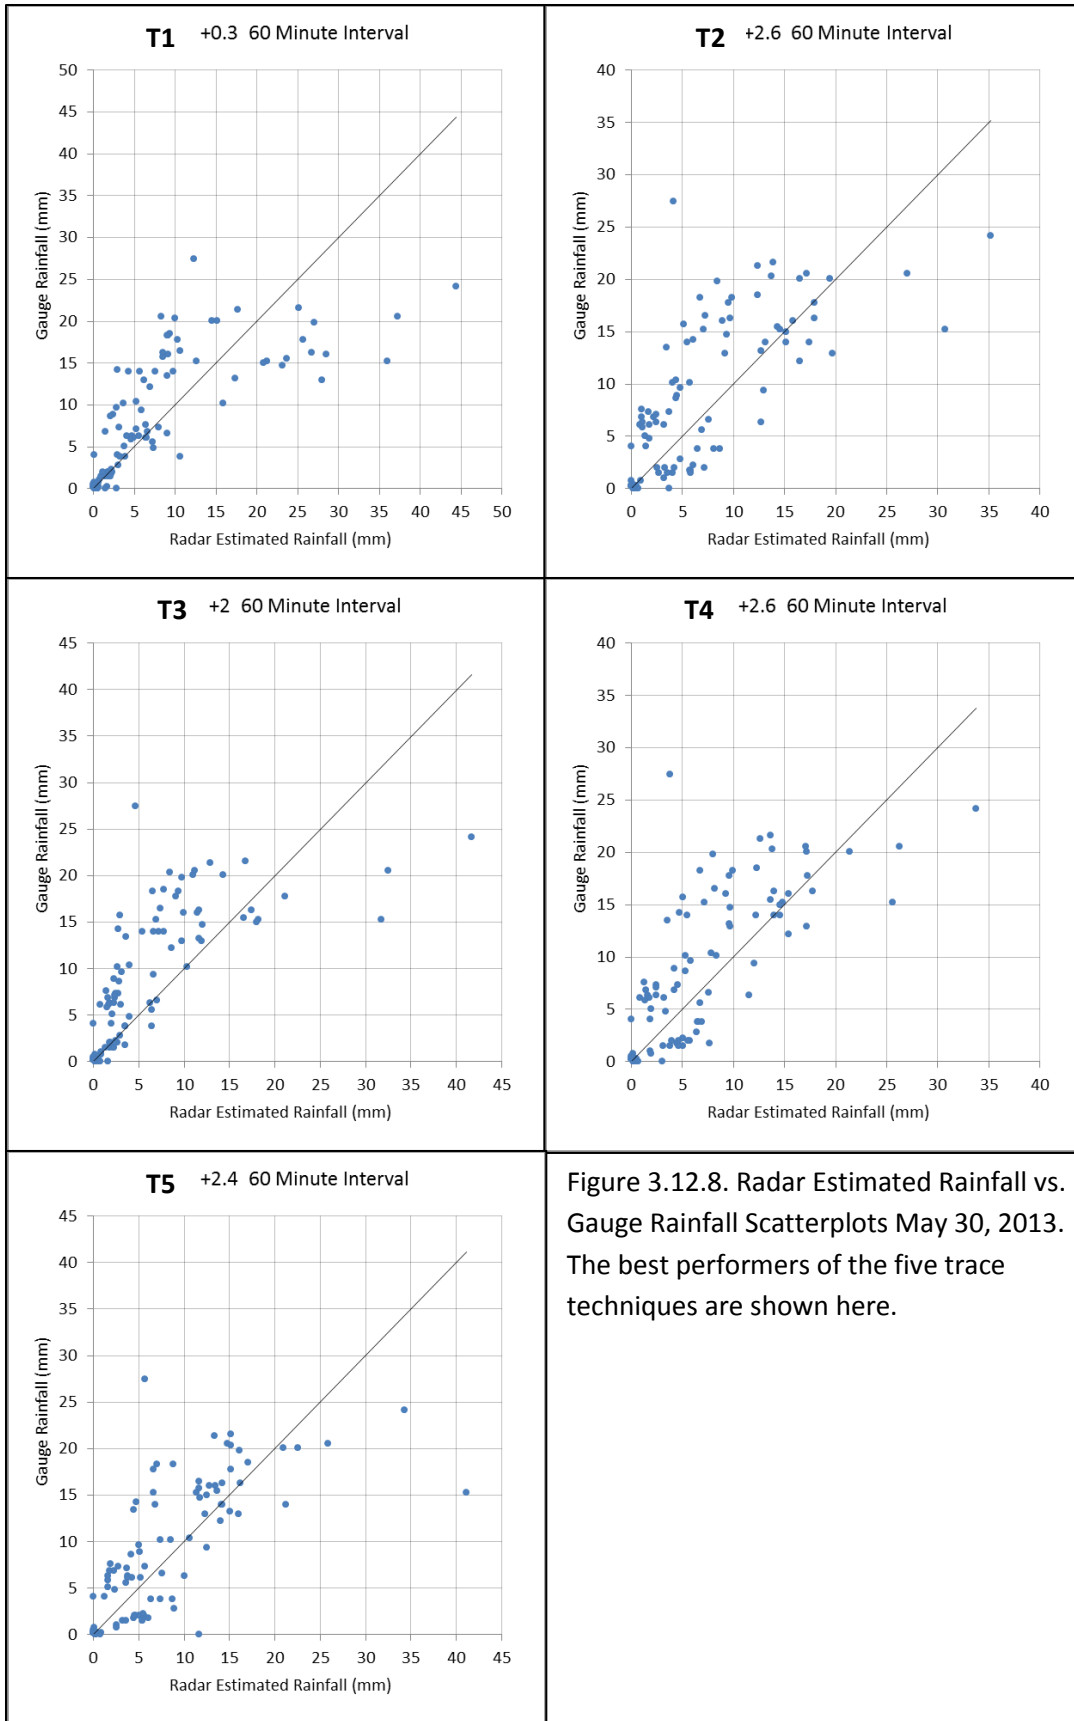 T1 +0.3 60 Minute Interval
50
45
40
35
30
25
20
15
10
5
0
Gauge Rainfall (mm)
0 5 10 15 20 25 30 35 40 45 50
Radar Estimated Rainfall (mm)
T2 +2.6 60 Minute Interval
40
35
30
25
20
15
10
5
0
Gauge Rainfall (mm)
0 5 10 15 20 25 30 35 40
Radar Estimated Rainfall (mm)
T3 +2 60 Minute Interval
45
40
35
30
25
20
15
10
5
0
Gauge Rainfall (mm)
0 5 10 15 20 25 30 35 40 45
Radar Estimated Rainfall (mm)
T4 +2.6 60 Minute Interval
40
35
30
25
20
15
10
5
0
Gauge Rainfall (mm)
0 5 10 15 20 25 30 35 40
Radar Estimated Rainfall (mm)
T5 +2.4 60 Minute Interval
45
40
35
30
25
20
15
10
5
0
Gauge Rainfall (mm)
0 5 10 15 20 25 30 35 40 45
Radar Estimated Rainfall (mm)
Figure 3.12.8. Radar Estimated Rainfall vs.
Gauge Rainfall Scatterplots May 30, 2013.
The best performers of the five trace
techniques are shown here.